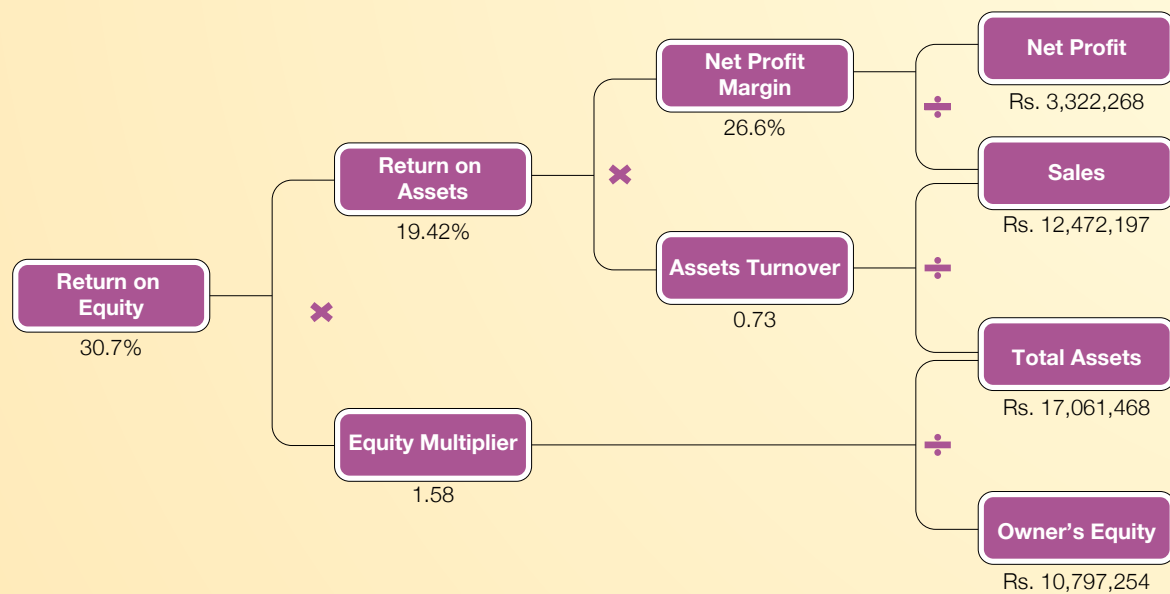 Return on
Equity
30.7%
Return on
Assets
19.42%
Equity Multiplier
1.58
Net Profit
Margin
26.6%
Assets Turnover
0.73
Net Profit
Rs. 3,322,268
Sales
Rs. 12,472,197
Total Assets
Rs. 17,061,468
Owner’s Equity
Rs. 10,797,254